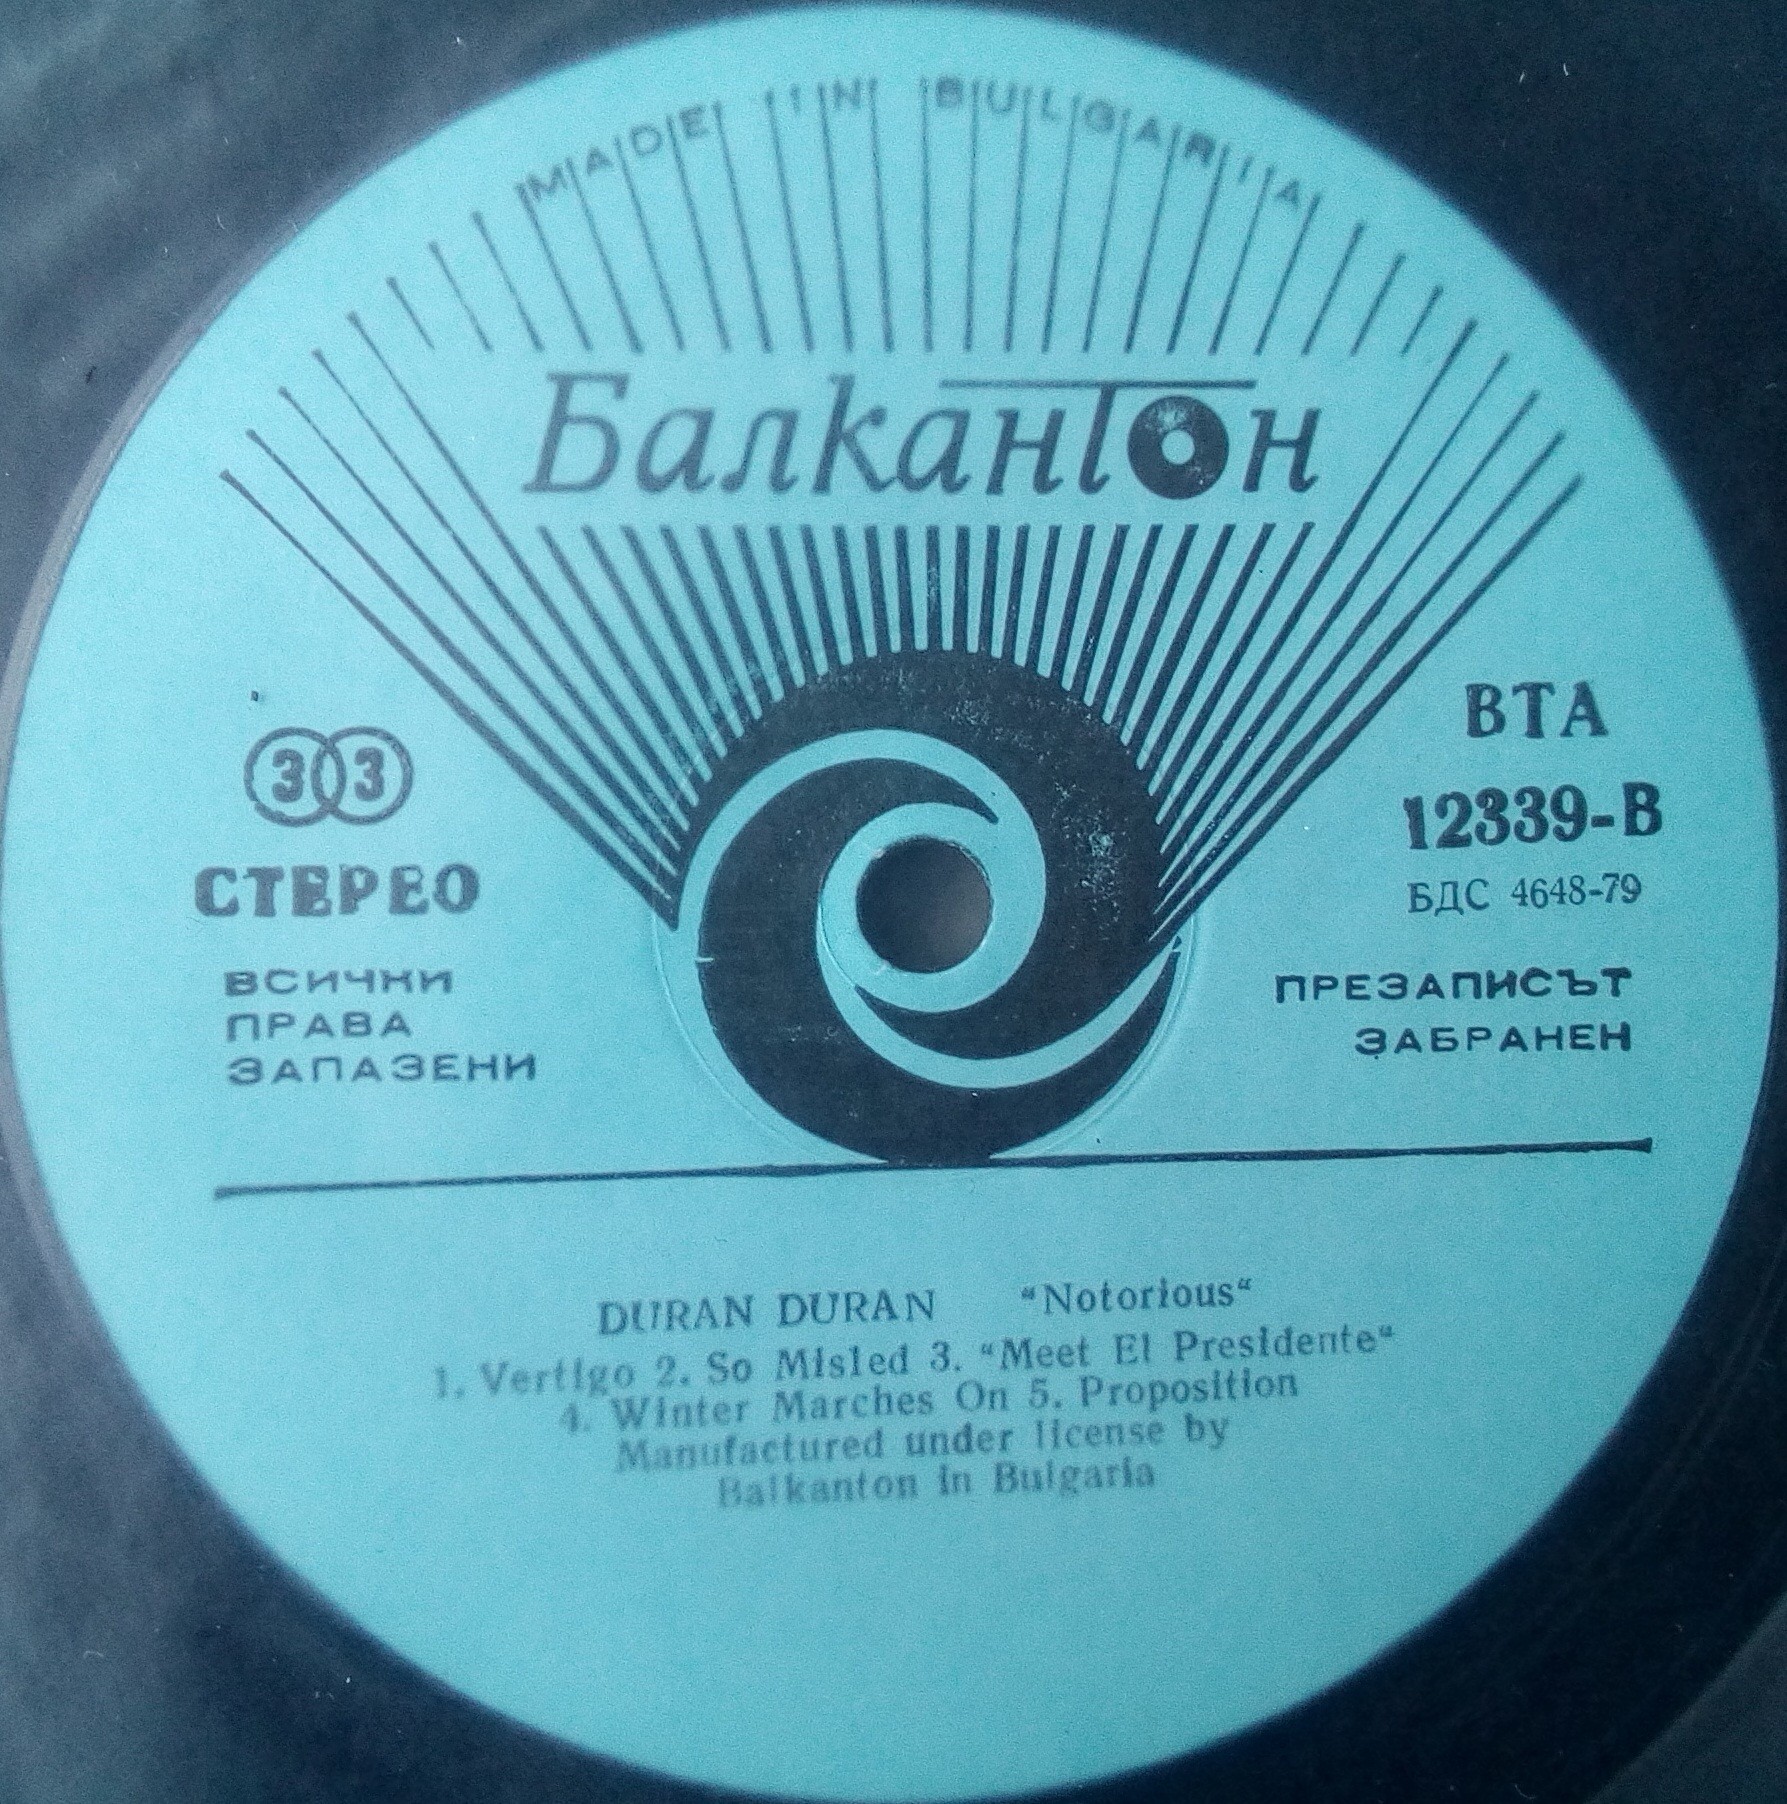 MADE IN BULGARIA
Балкантон
33
СТЕРЕО
ВСИЧКИ
ПРАВА
ЗАПАЗЕНИ
ВТА
12339-В
БДС 4648-79
ПРЕЗАПИСЪТ
ЗАБРАНЕН
DURAN DURAN “Notorious“
1. Vertigo 2. So Misled 3. “Meet El Presidente“
4. Winter Marches On 5. Proposition
Manufactured under license by
Balkanton in Bulgaria